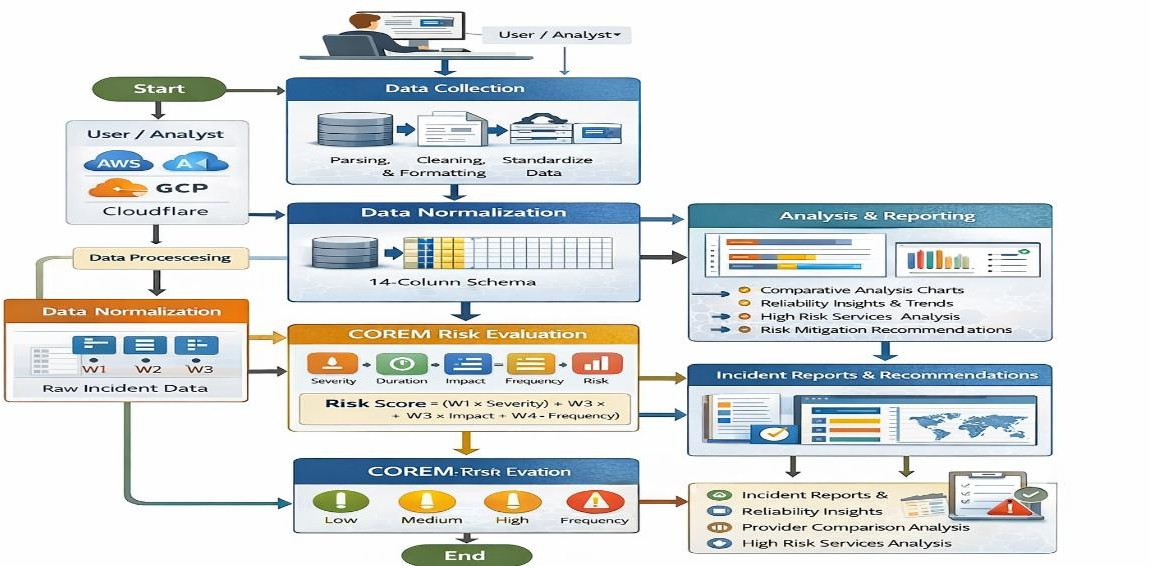 User / Analyst
Start
Data Collection
Parsing, Cleaning, Standardize
& Formatting Data
User / Analyst
AWS A
GCP
Cloudflare
Data Procescesing
Data Normalization
W1 W2 W3
Raw Incident Data
Data Normalization
14-Colunn Schema
COREM Risk Evaluation
Severity Duration Impact Frequency Risk
Risk Score = (W1 x Severity) + W3 ×
+ W3 × Impact + W4 - Frequency)
COREM-Rrsr Evation
Low Medium High Frequency
End
Analysis & Reporting
Comparative Analysis Charts
Reliability Insights & Trends
High Risk Services Analysis
Risk Mitigation Recommendations
Incident Reports & Recommendations
Incident Reports &
Reliability Insights
Provider Comparison Analysis
High Risk Services Analysis